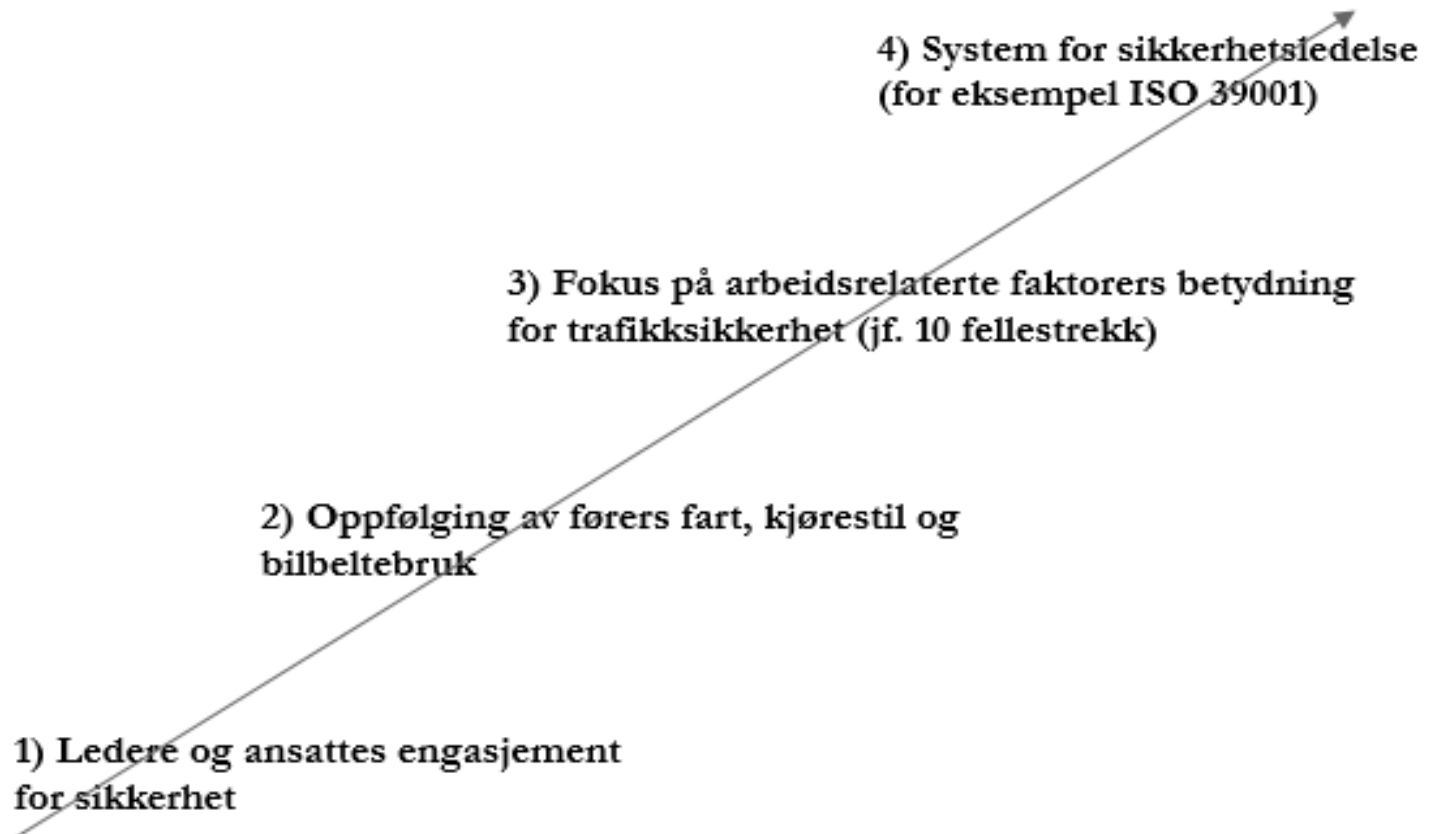 4) System for sikkerhetsledelse
(for eksempel ISO 39001)
3) Fokus på arbeidsrelaterte faktorers betydning
for trafikksikkerhet (jf. 10 fellestrekk)
2) Oppfølging av førers fart, kjørestil og
bilbeltebruk
1) Ledere og ansattes engasjement
for sikkerhet